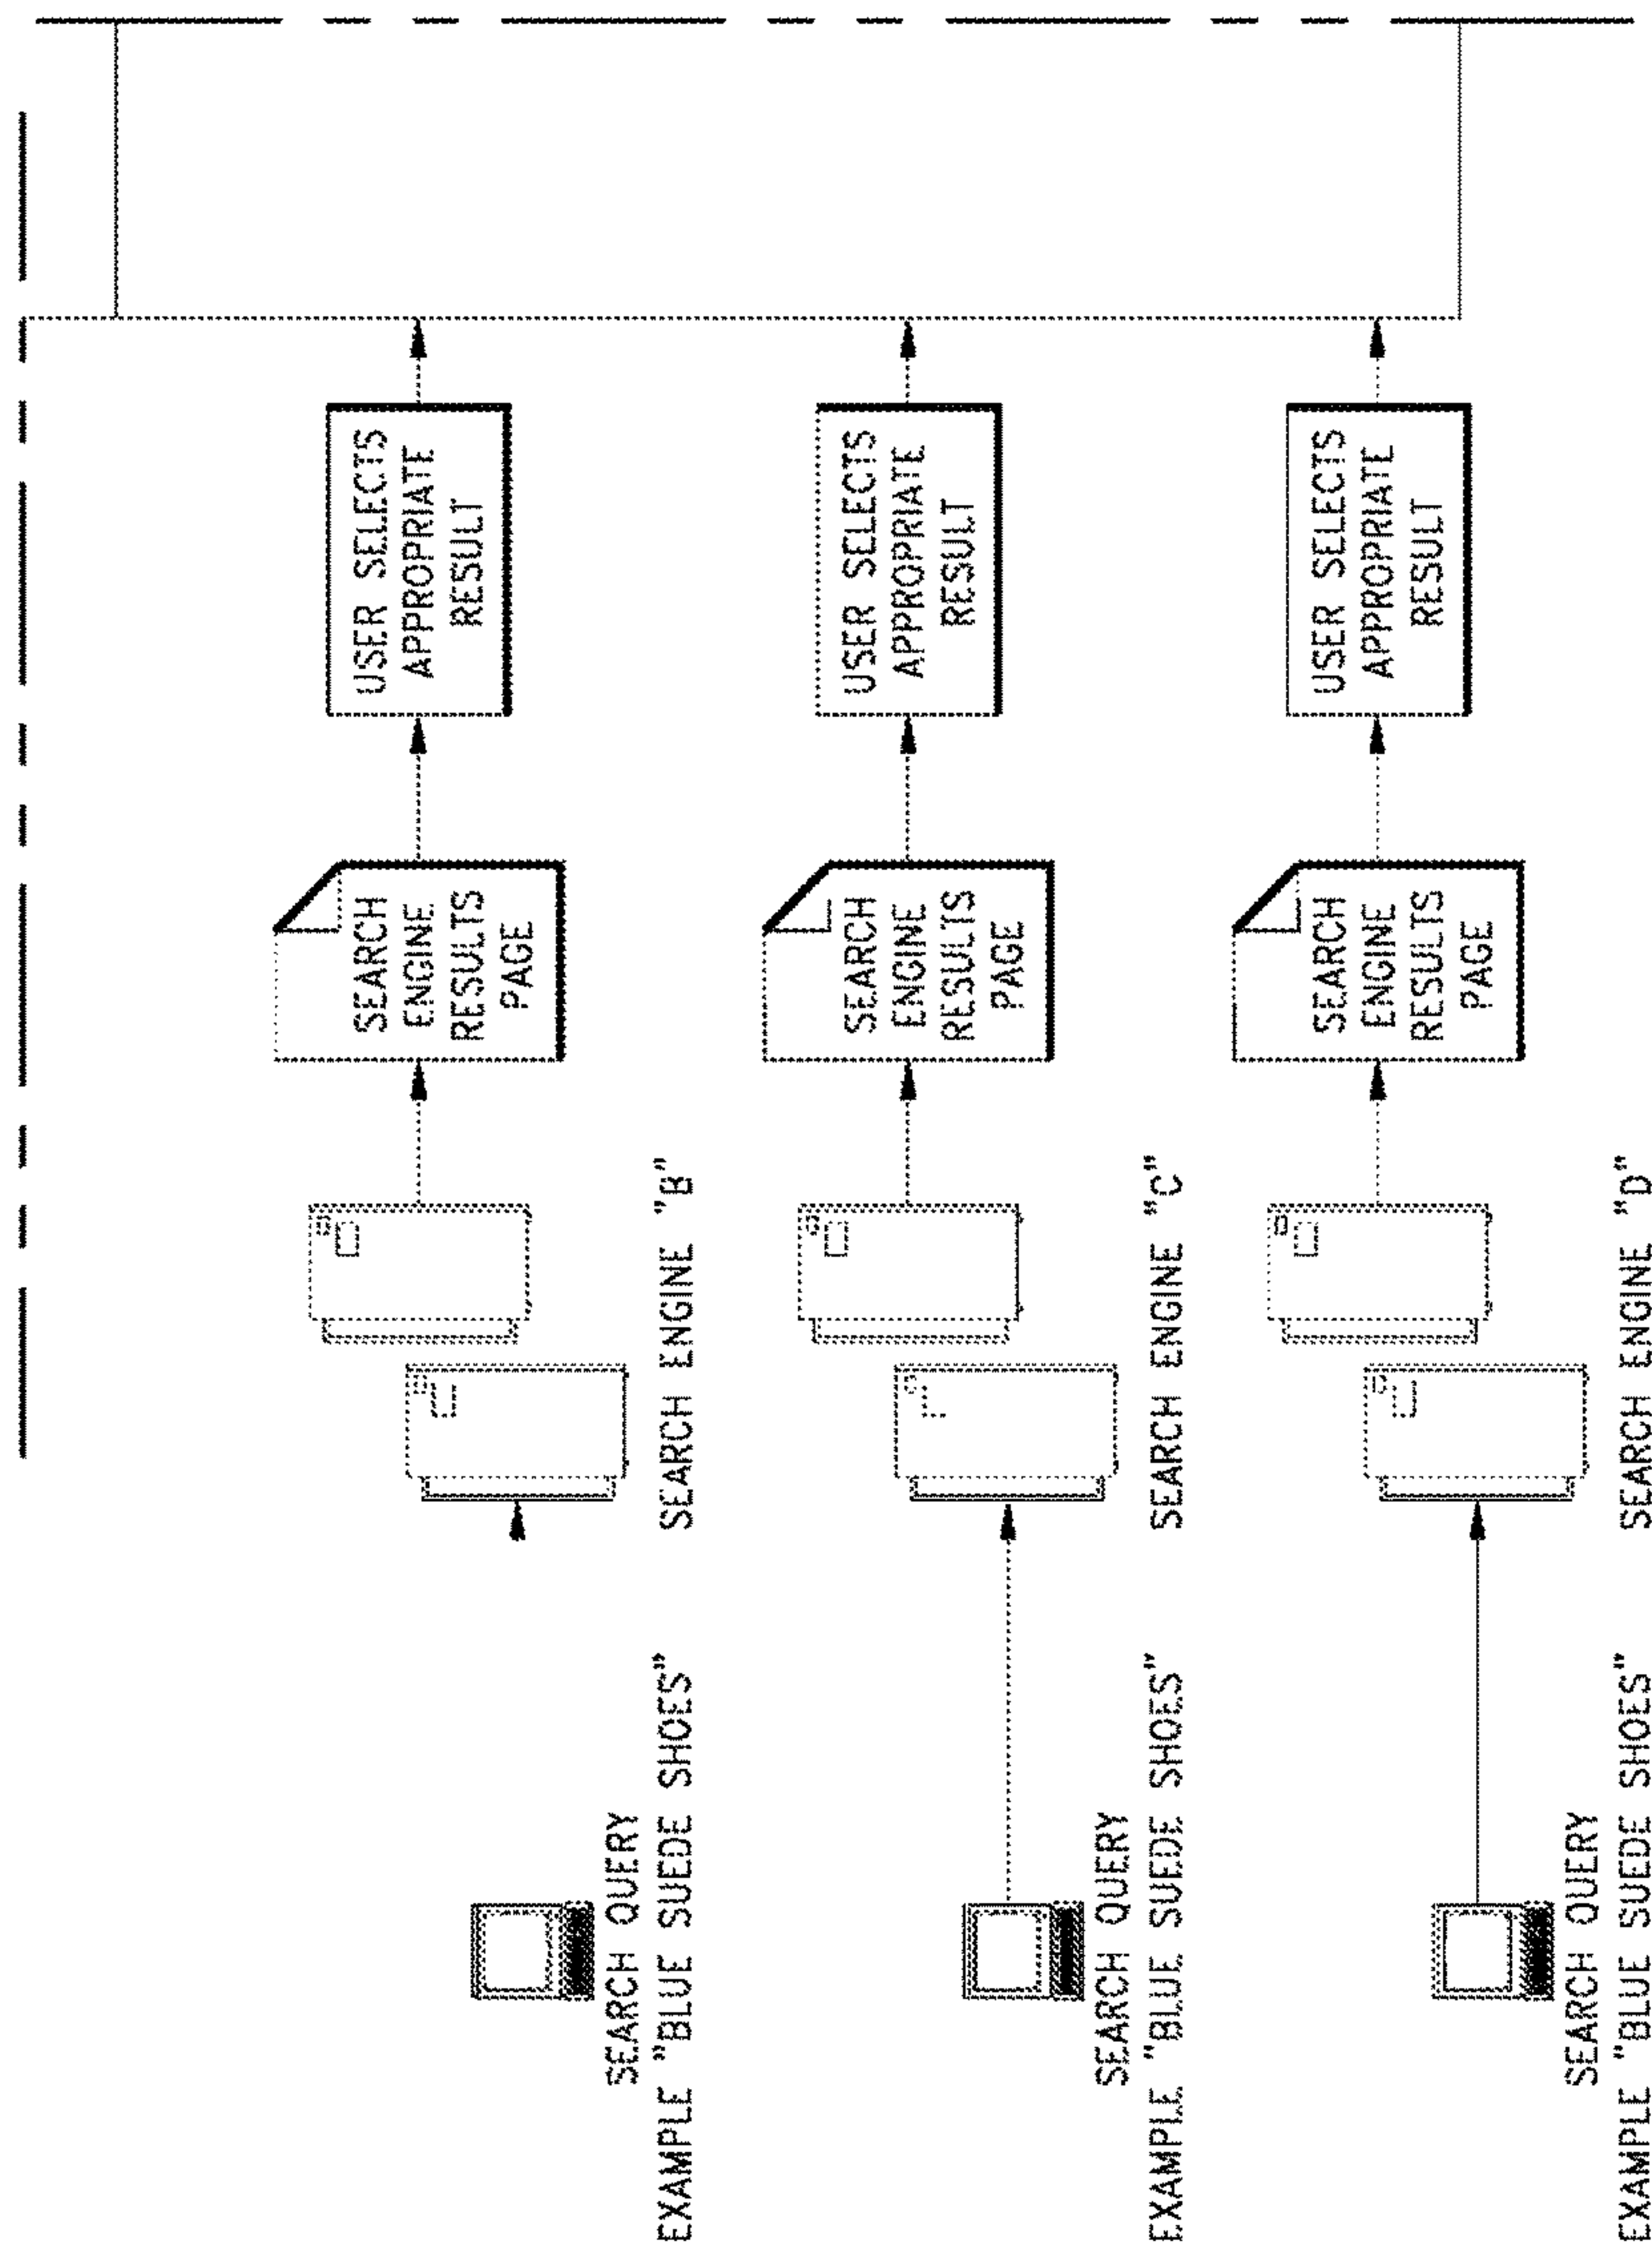 SEARCH QUERY
EXAMPLE "BLUE SUEDE SHOES"
SEARCH ENGINE "B"
SEARCH
ENGINE
RESULTS
PAGE
USER SELECTS
APPROPRIATE
RESULT
SEARCH QUERY
EXAMPLE "BLUE SUEDE SHOES"
SEARCH ENGINE "C"
SEARCH
ENGINE
RESULTS
PAGE
USER SELECTS
APPROPRIATE
RESULT
SEARCH QUERY
EXAMPLE "BLUE SUEDE SHOES"
SEARCH ENGINE "D"
SEARCH
ENGINE
RESULTS
PAGE
USER SELECTS
APPROPRIATE
RESULT